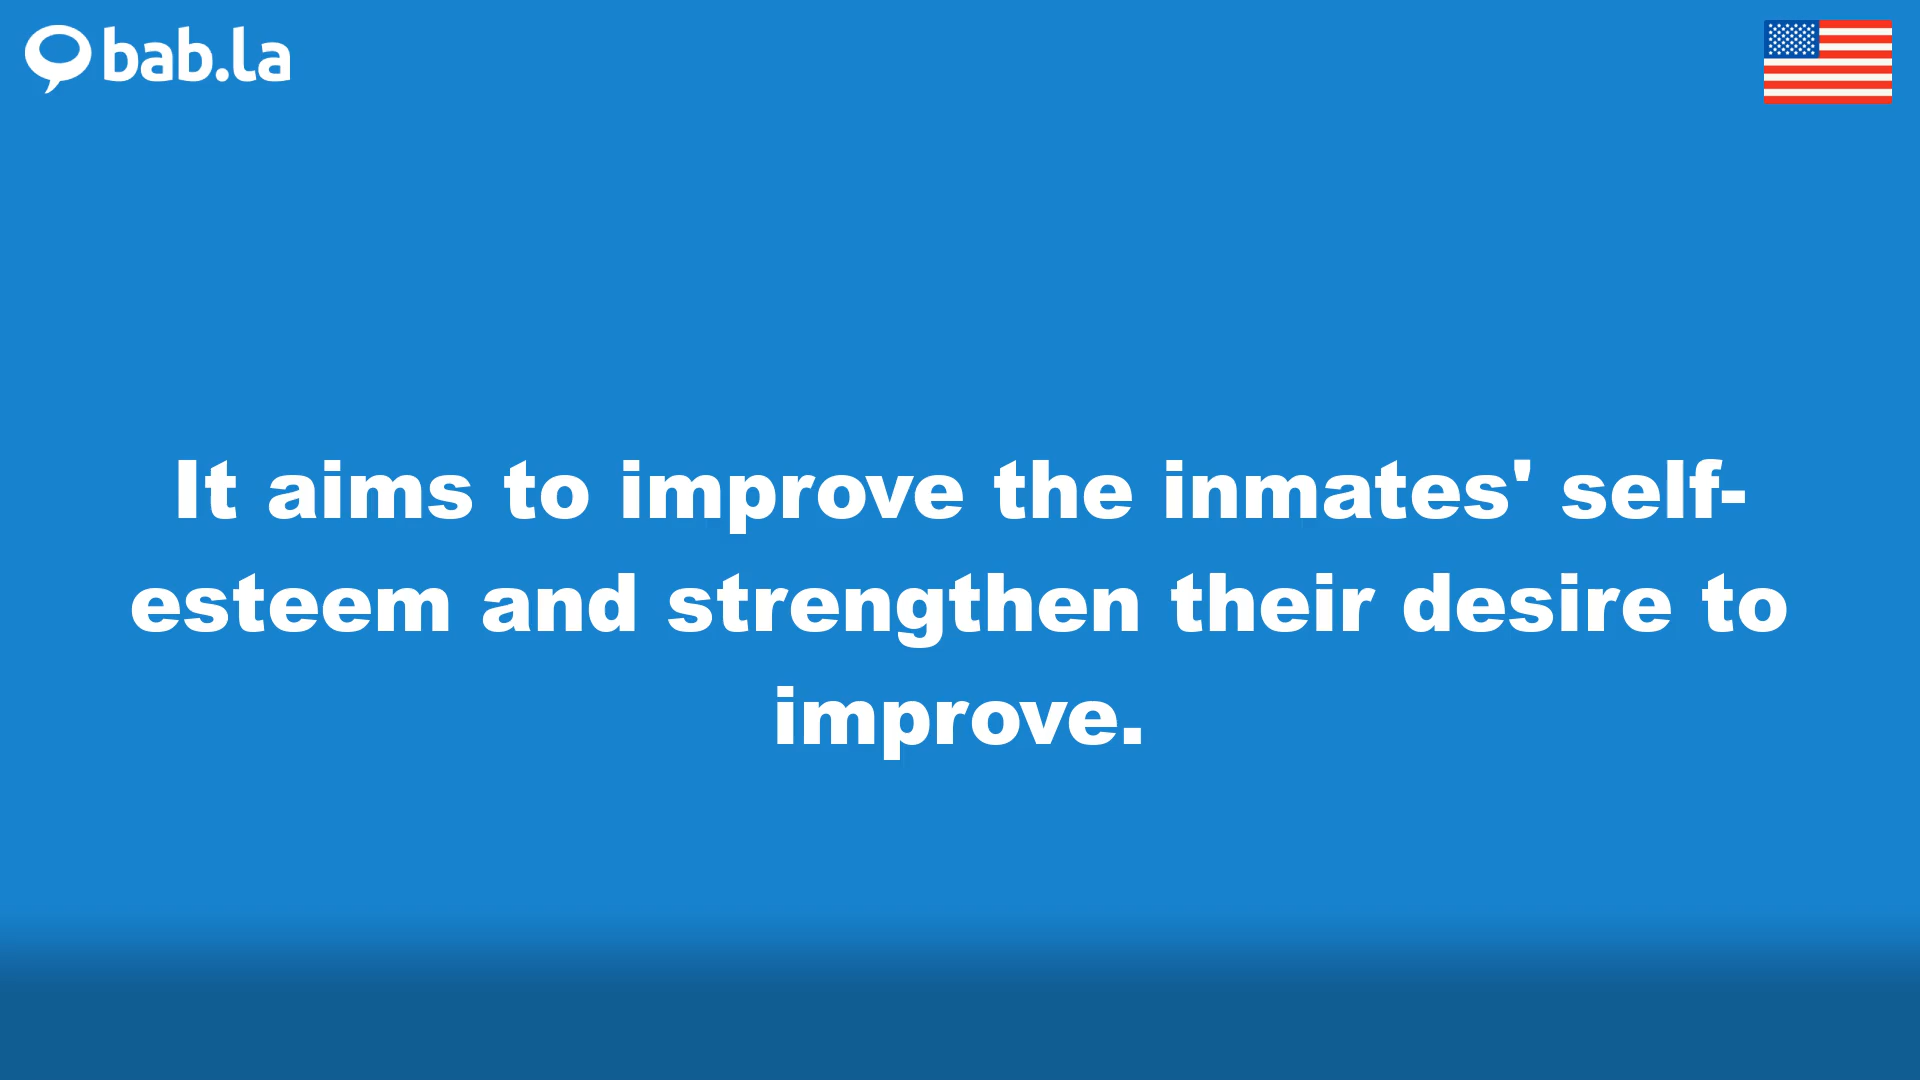 bab.la
It aims to improve the inmates' self-
esteem and strengthen their desire to
improve.